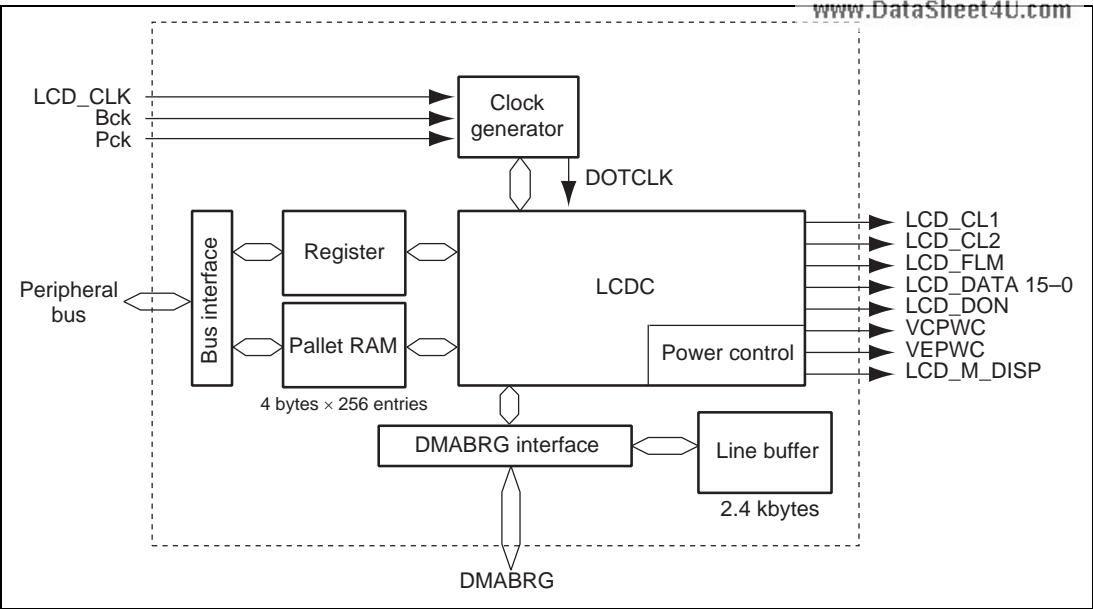 www.DataSheet4U.com
LCD_CLK
Bck
Pck
Clock
generator
DOTCLK
Peripheral
bus
Bus interface
Register
Pallet RAM
4 bytes × 256 entries
LCDC
Power control
LCD_CL1
LCD_CL2
LCD_FLM
LCD_DATA 15–0
LCD_DON
VCPWC
VEPWC
LCD_M_DISP
DMABRG interface
Line buffer
2.4 kbytes
DMABRG